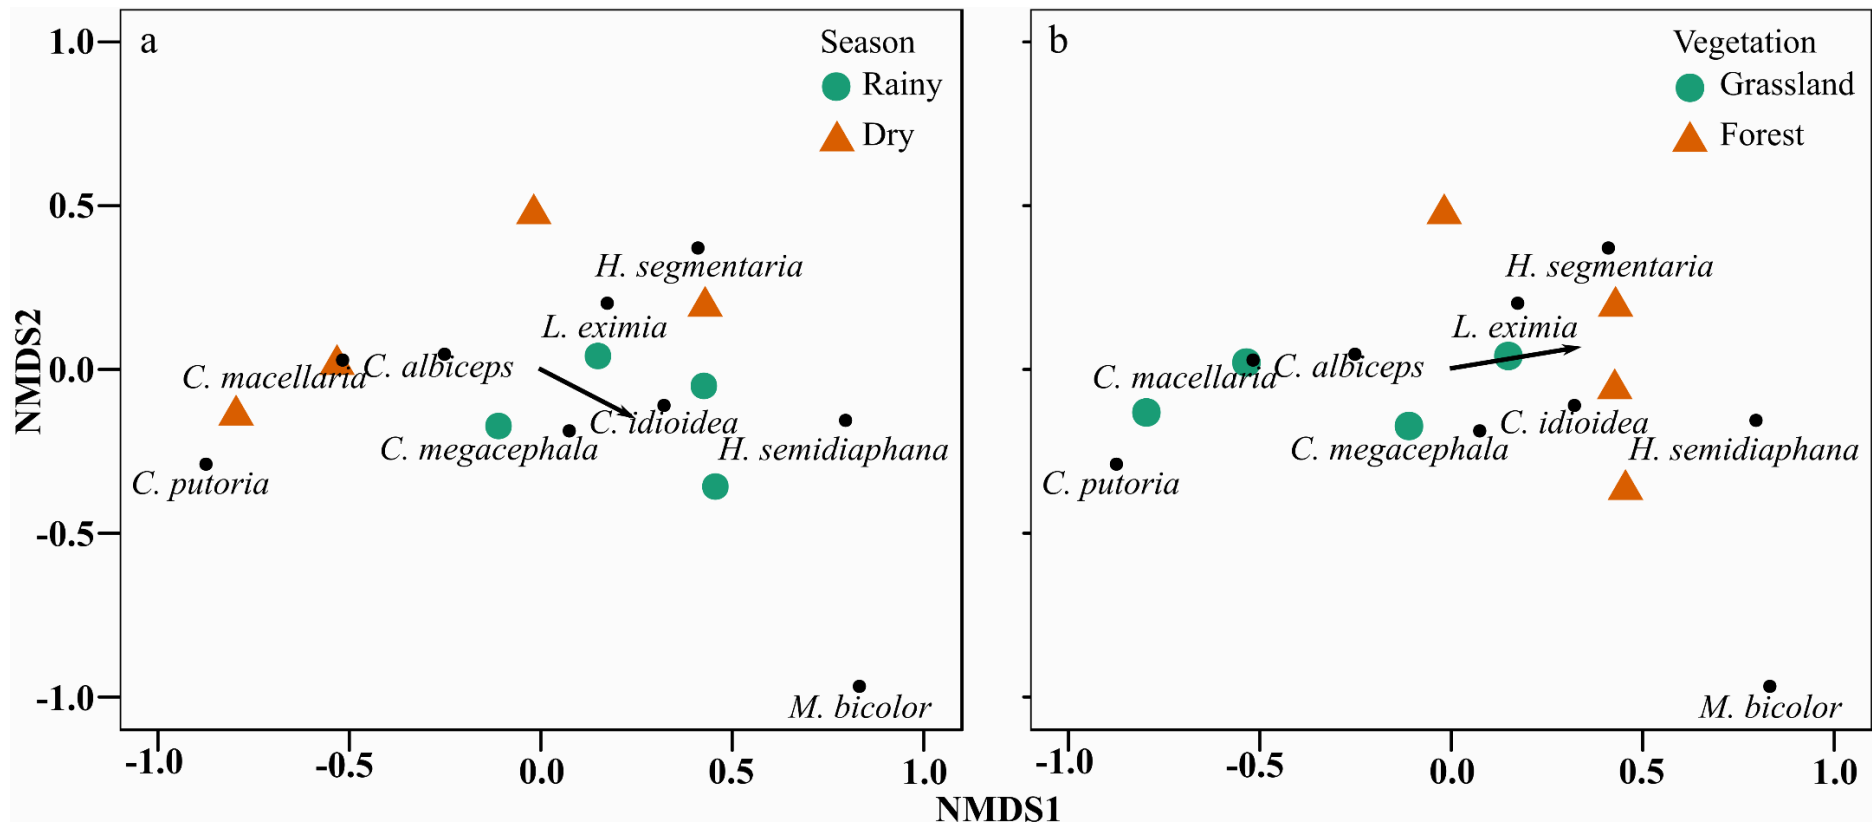 a
Season
Rainy
Dry
1.0
0.5
0.0
-0.5
-1.0
NMDS2
H. segmentaria
L. eximia
C. macellaria
C. albiceps
C. idioidea
C. megacephala
H. semidiaphana
C. putoria
M. bicolor
-1.0
-0.5
0.0
0.5
1.0
b
Vegetation
Grassland
Forest
H. segmentaria
L. eximia
C. macellaria
C. albiceps
C. idioidea
C. megacephala
H. semidiaphana
C. putoria
M. bicolor
-1.0
-0.5
0.0
0.5
1.0
NMDS1